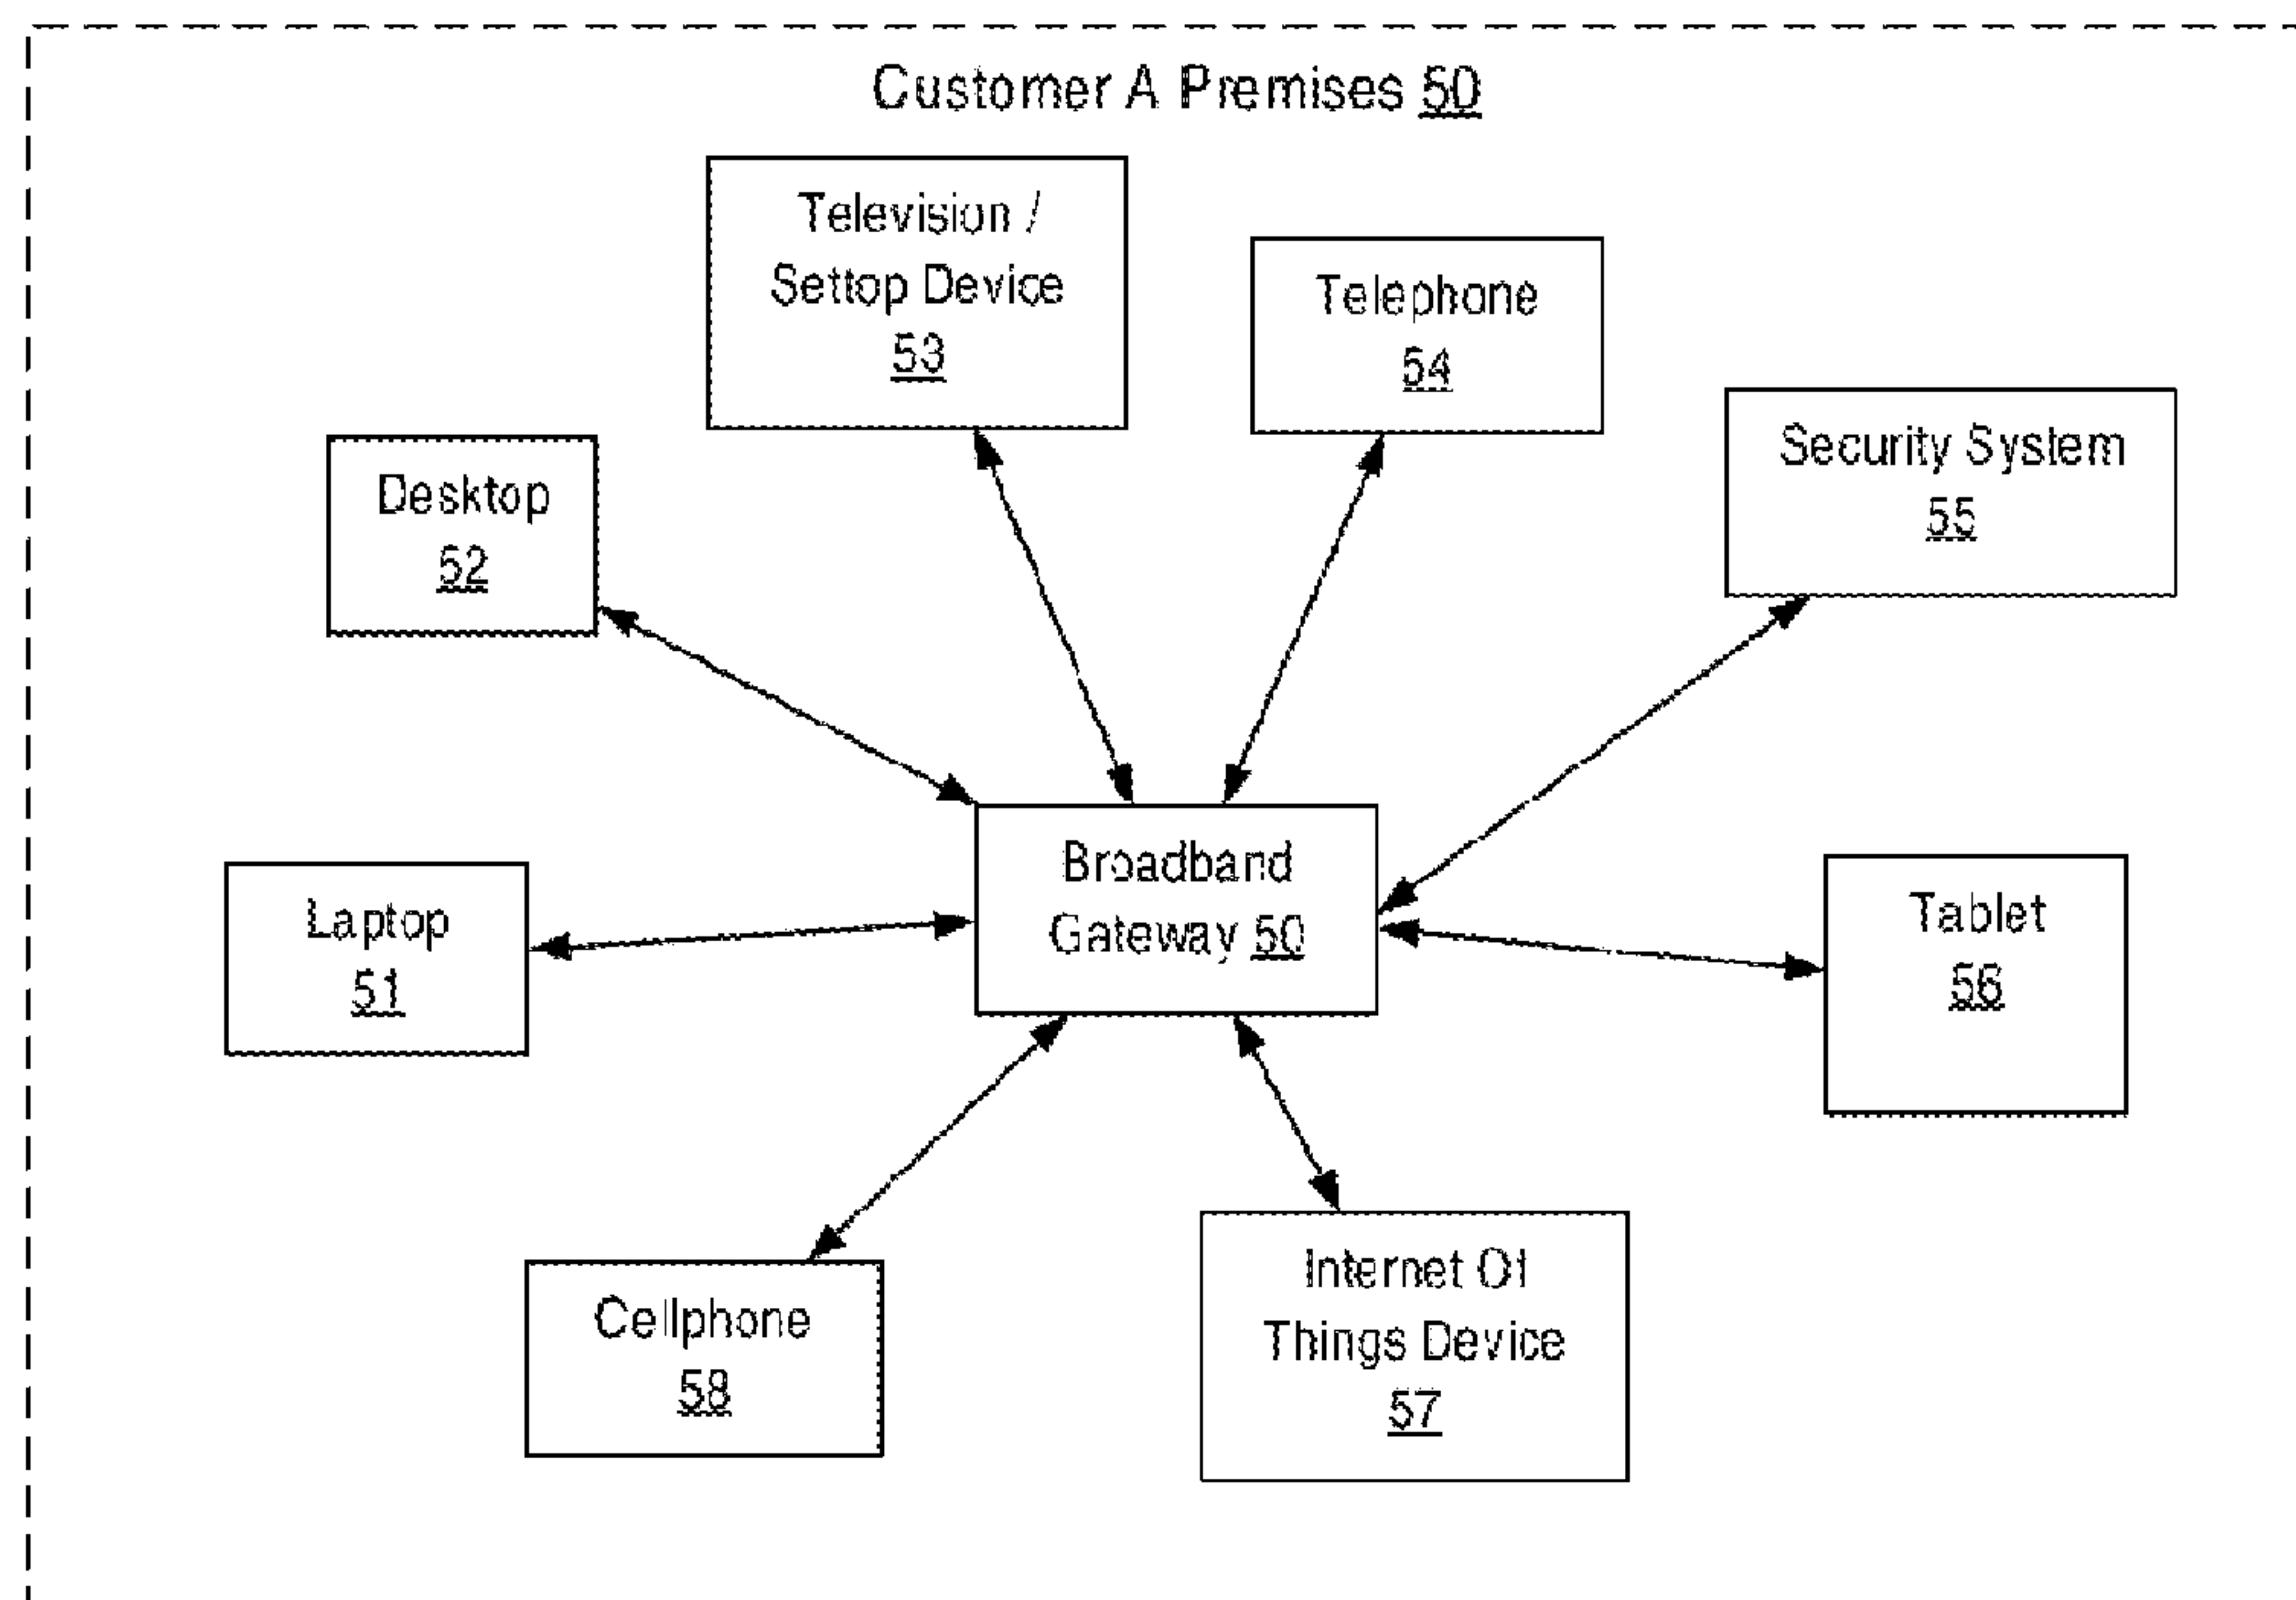 Customer A Premises 50
Television /
Settop Device
53
Telephone
54
Security System
55
Desktop
52
Broadband
Gateway 50
Laptop
51
Tablet
56
Internet Of
Things Device
57
Cellphone
58